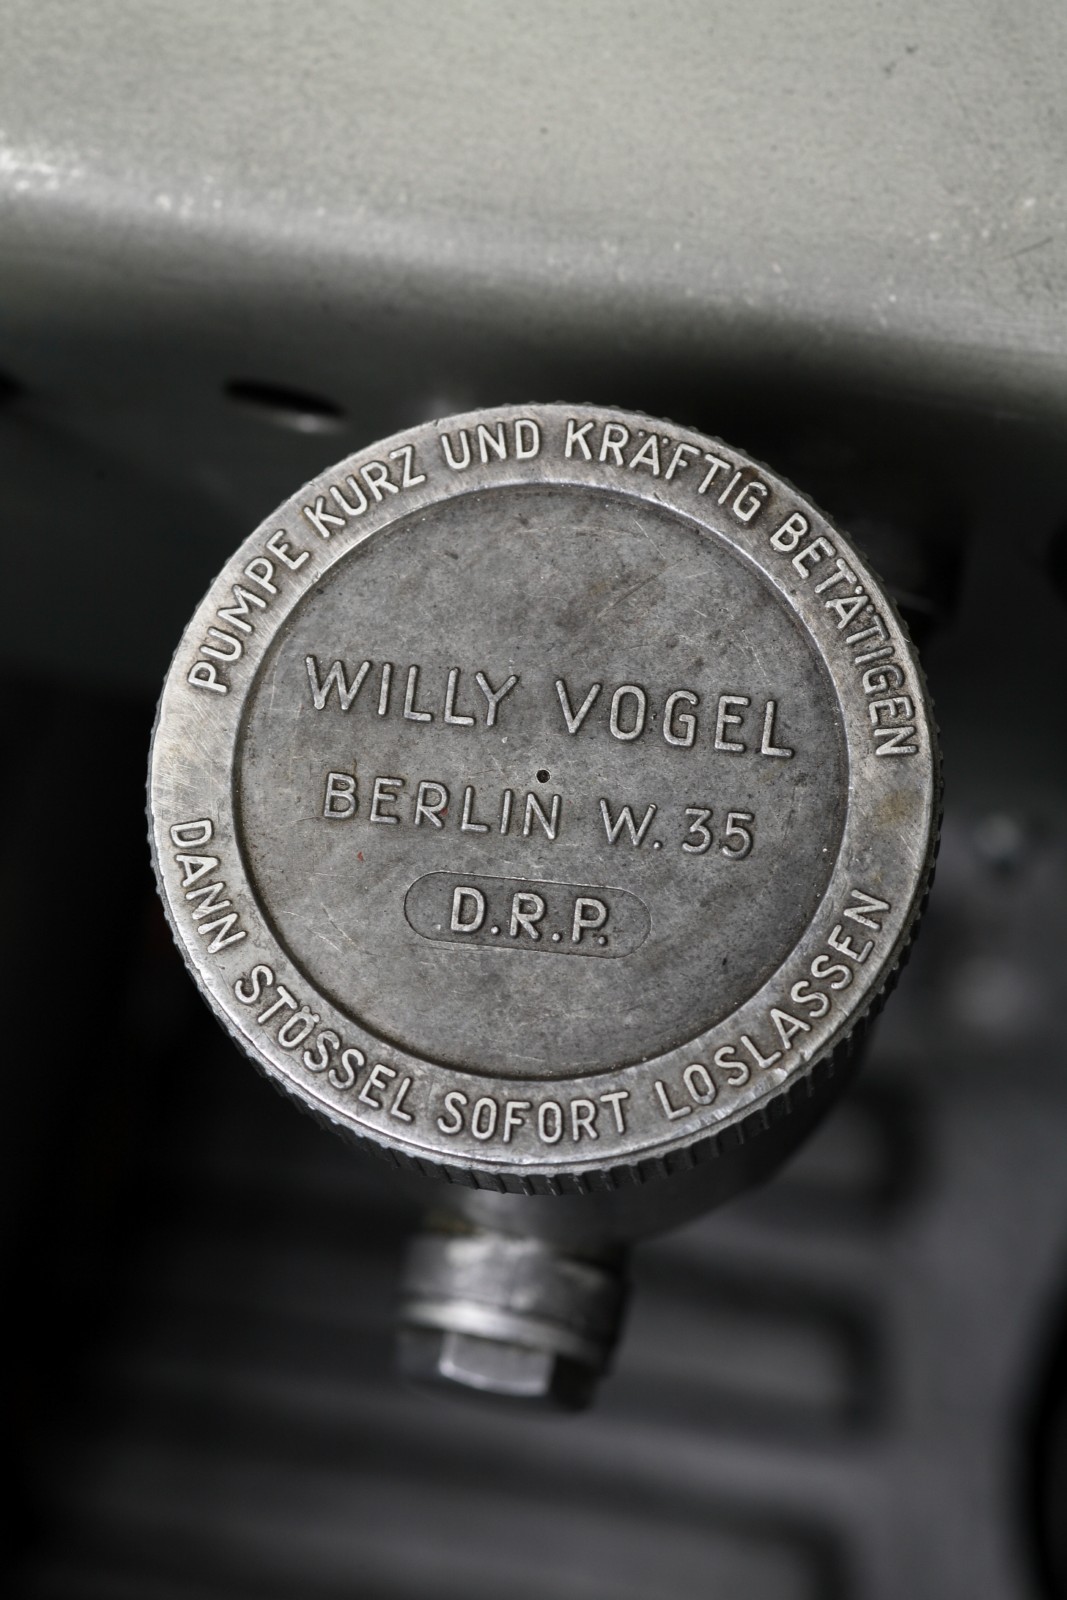 PUMPE KURZ UND KRÄFTIG BETÄTIGEN
WILLY VOGEL
BERLIN W. 35
D.R.P.
DANN STÖSSEL SOFORT LOSLASSEN